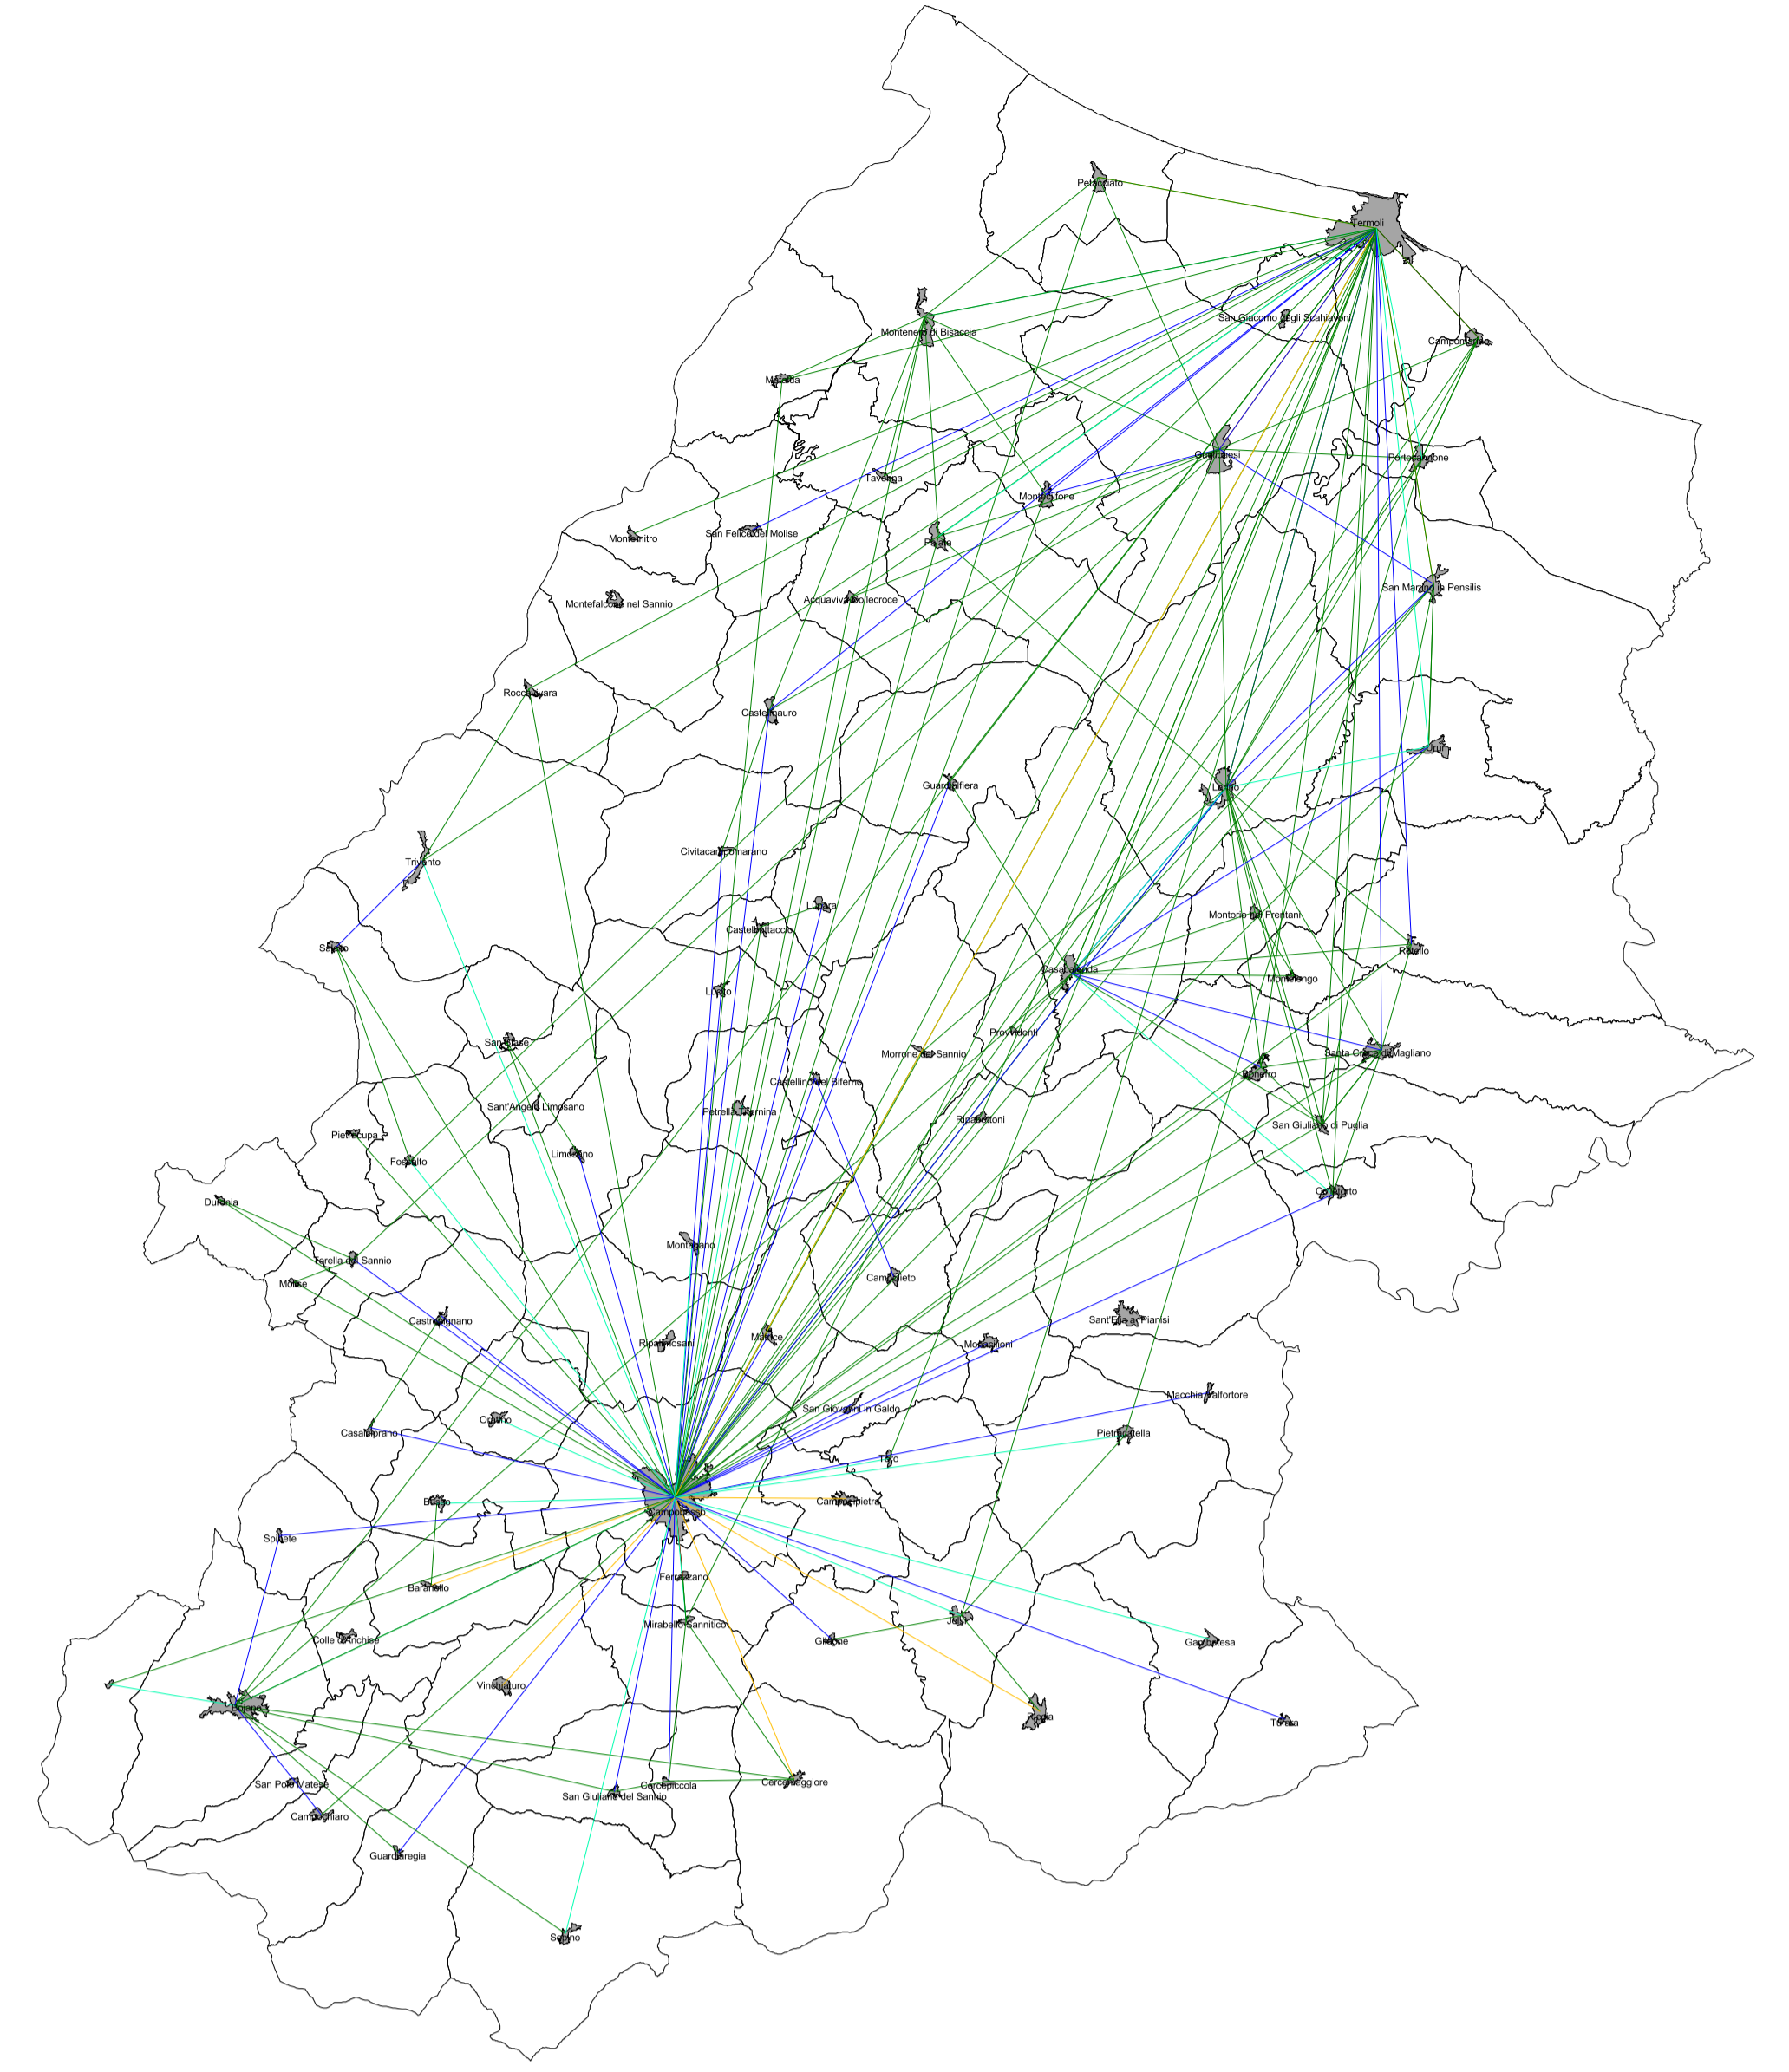 Petacciato
Termoli
San Giacomo degli Scahiavoni
Montenero di Bisaccia
Campomarino
Mafalda
Guglionesi
Portocannone
Tavenna
Montecilfone
San Felice del Molise
Montemitro
Palata
San Martino in Pensilis
Acquaviva Collecroce
Montefalcone nel Sannio
Roccavivara
Castelmauro
Ururi
Guardialfiera
Larino
Civitacampomarano
Trivento
Lupara
Montorio nei Frentani
Castelbottaccio
Salcito
Rotello
Casacalenda
Montelongo
Lucito
Provvidenti
San Biase
Morrone del Sannio
Santa Croce di Magliano
Bonefro
Castellino del Biferno
Sant'Angelo Limosano
Petrella Tifernina
Ripabottoni
San Giuliano di Puglia
Pietracupa
Limosano
Fossalto
Colletorto
Duronia
Montagano
Torella del Sannio
Campolieto
Molise
Castropignano
Sant'Elia a Pianisi
Matrice
Ripalimosani
Monacilioni
Macchia Valfortore
San Giovanni in Galdo
Oratino
Casalciprano
Pietracatella
Toro
Busso
Campodipietra
Campobasso
Spinete
Ferrazzano
Baranello
Jelsi
Mirabello Sannitico
Colle d'Anchise
Gildone
Gambatesa
Vinchiaturo
Bojano
Riccia
Tufara
Cercemaggiore
San Polo Matese
Cercepiccola
San Giuliano del Sannio
Campochiaro
Guardiaregia
Sepino